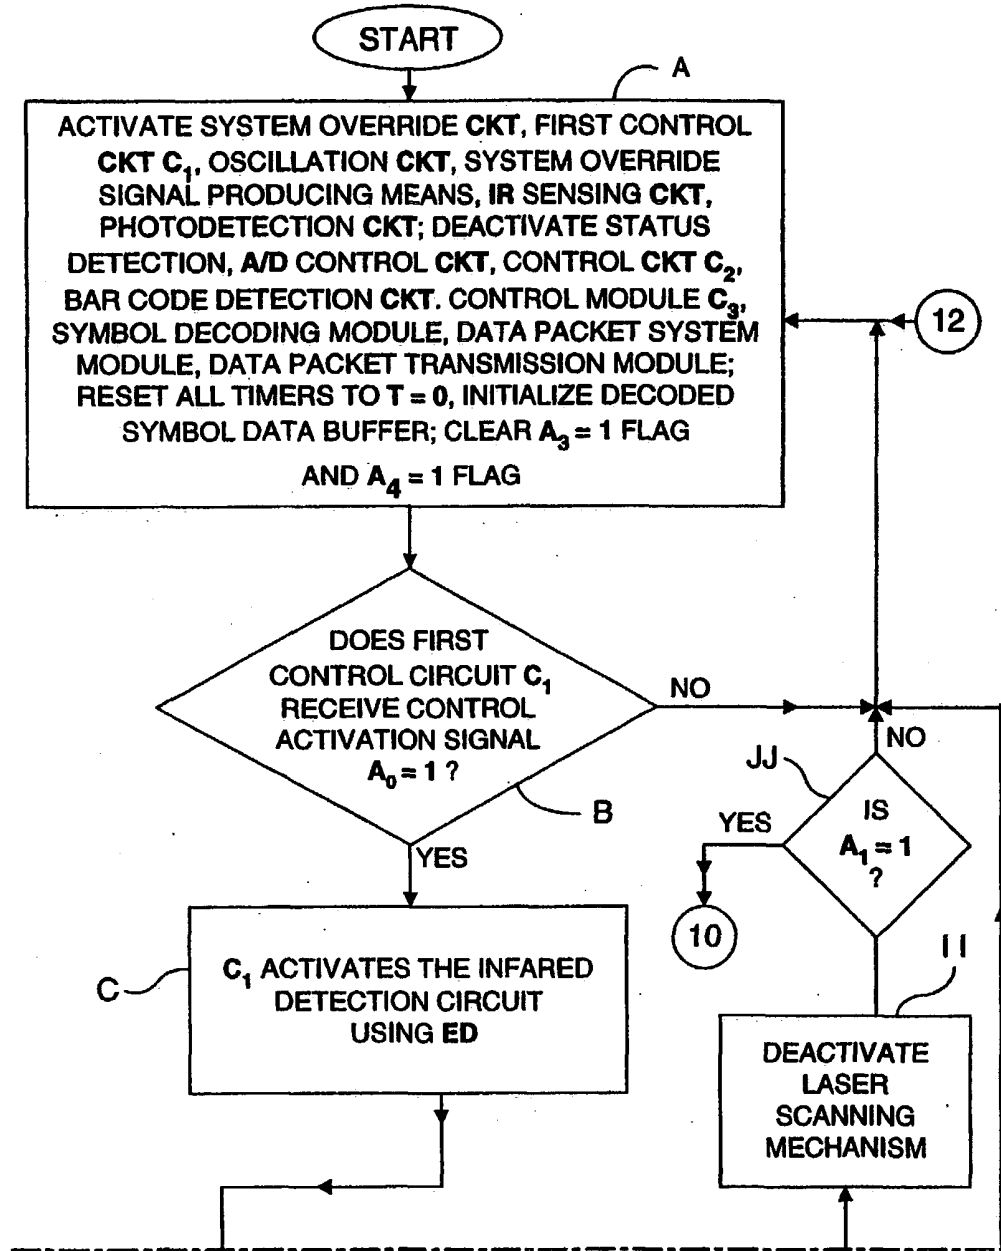 START
A
ACTIVATE SYSTEM OVERRIDE CKT, FIRST CONTROL
CKT C₁, OSCILLATION CKT, SYSTEM OVERRIDE
SIGNAL PRODUCING MEANS, IR SENSING CKT,
PHOTODETECTION CKT; DEACTIVATE STATUS
DETECTION, A/D CONTROL CKT, CONTROL CKT C₂,
BAR CODE DETECTION CKT. CONTROL MODULE C₃,
SYMBOL DECODING MODULE, DATA PACKET SYSTEM
MODULE, DATA PACKET TRANSMISSION MODULE;
RESET ALL TIMERS TO T = 0, INITIALIZE DECODED
SYMBOL DATA BUFFER; CLEAR A₃ = 1 FLAG
AND A₄ = 1 FLAG
12
DOES FIRST
CONTROL CIRCUIT C₁
RECEIVE CONTROL
ACTIVATION SIGNAL
A₀ = 1 ?
NO
B
YES
NO
JJ
IS
A₁ = 1
?
YES
10
C
C₁ ACTIVATES THE INFARED
DETECTION CIRCUIT
USING ED
II
DEACTIVATE
LASER
SCANNING
MECHANISM